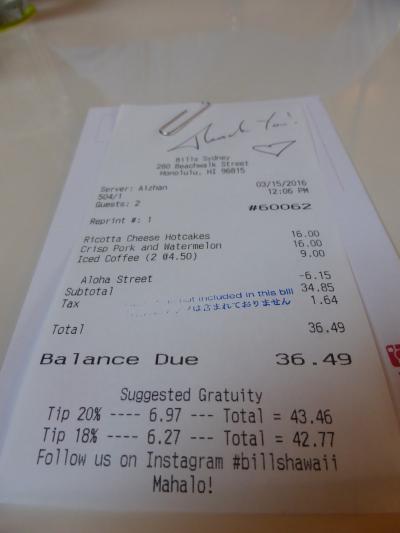 Thank You!
Bills Sydney
280 Beachwalk Street
Honolulu, HI 96815
Server: Aizhan 03/15/2016
504/1 12:06 PM
Guests: 2
#60062
Reprint #: 1
Ricotta Cheese Hotcakes 16.00
Crisp Pork and Watermelon 16.00
Iced Coffee (2 @4.50) 9.00
Aloha Street -6.15
Subtotal 34.85
not included in this bill
Tax 1.64
は含まれておりません
Total 36.49
Balance Due 36.49
Suggested Gratuity
Tip 20% ---- 6.97 --- Total = 43.46
Tip 18% ---- 6.27 --- Total = 42.77
Follow us on Instagram #billshawaii
Mahalo!